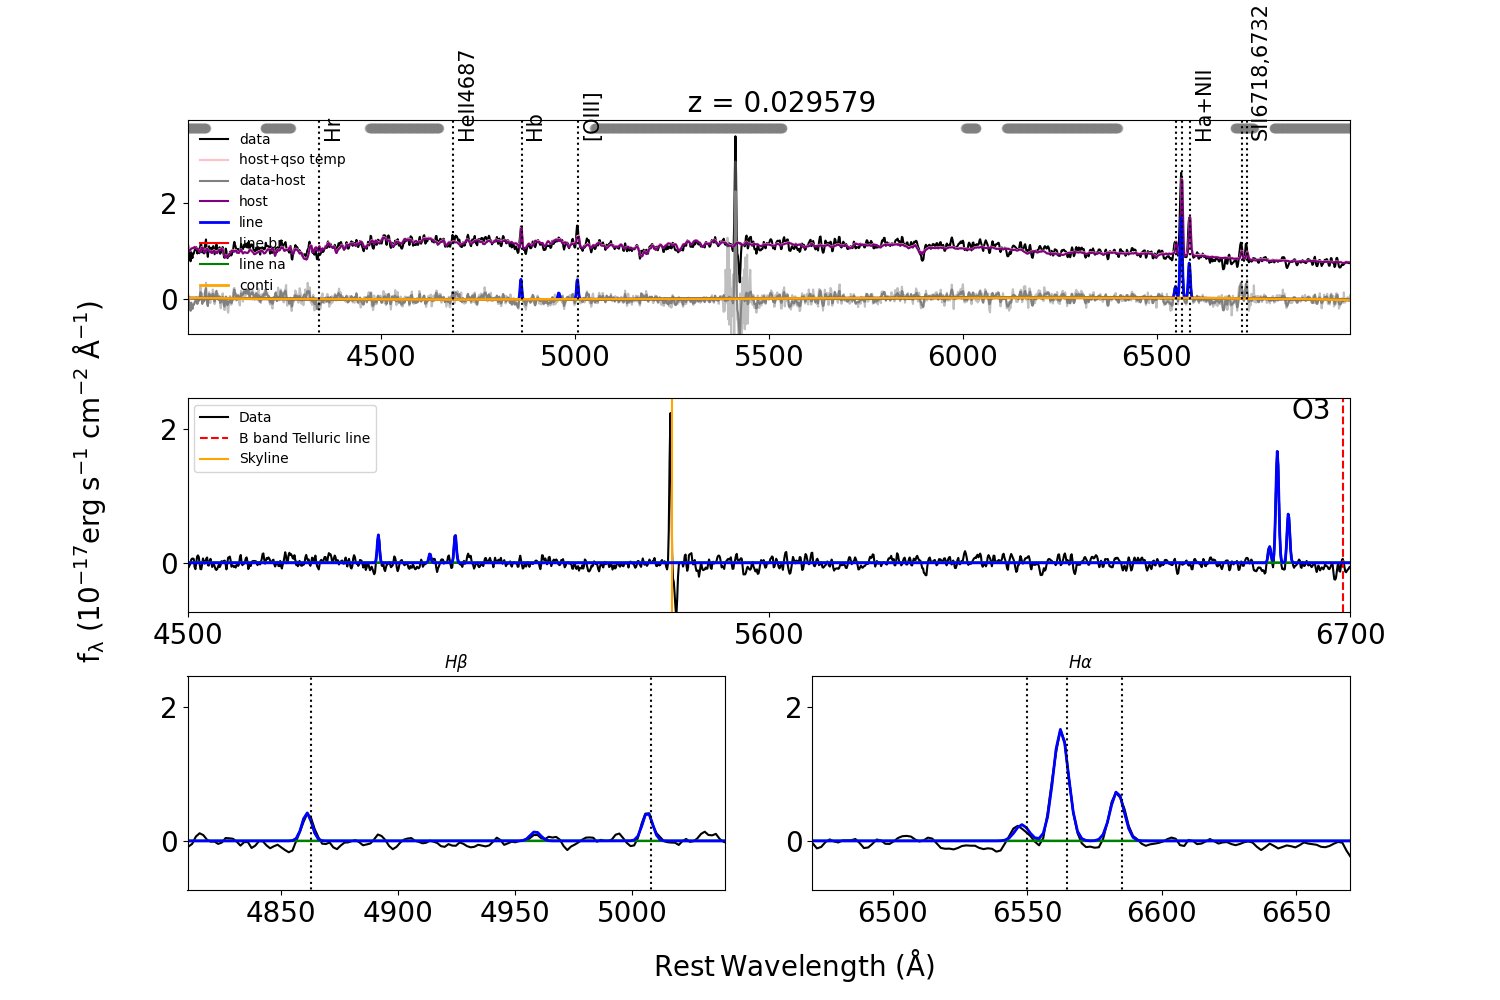 z = 0.029579
Hr
HeII4687
Hb
[OIII]
Ha+NII
SII6718,6732
data
host+qso temp
data-host
host
line
line br
line na
conti
2
0
4500
5000
5500
6000
6500
O3
Data
B band Telluric line
Skyline
2
0
4500
5600
6700
fλ (10⁻¹⁷erg s⁻¹ cm⁻² Å⁻¹)
Hβ
2
0
4850
4900
4950
5000
Hα
2
0
6500
6550
6600
6650
Rest Wavelength (Å)